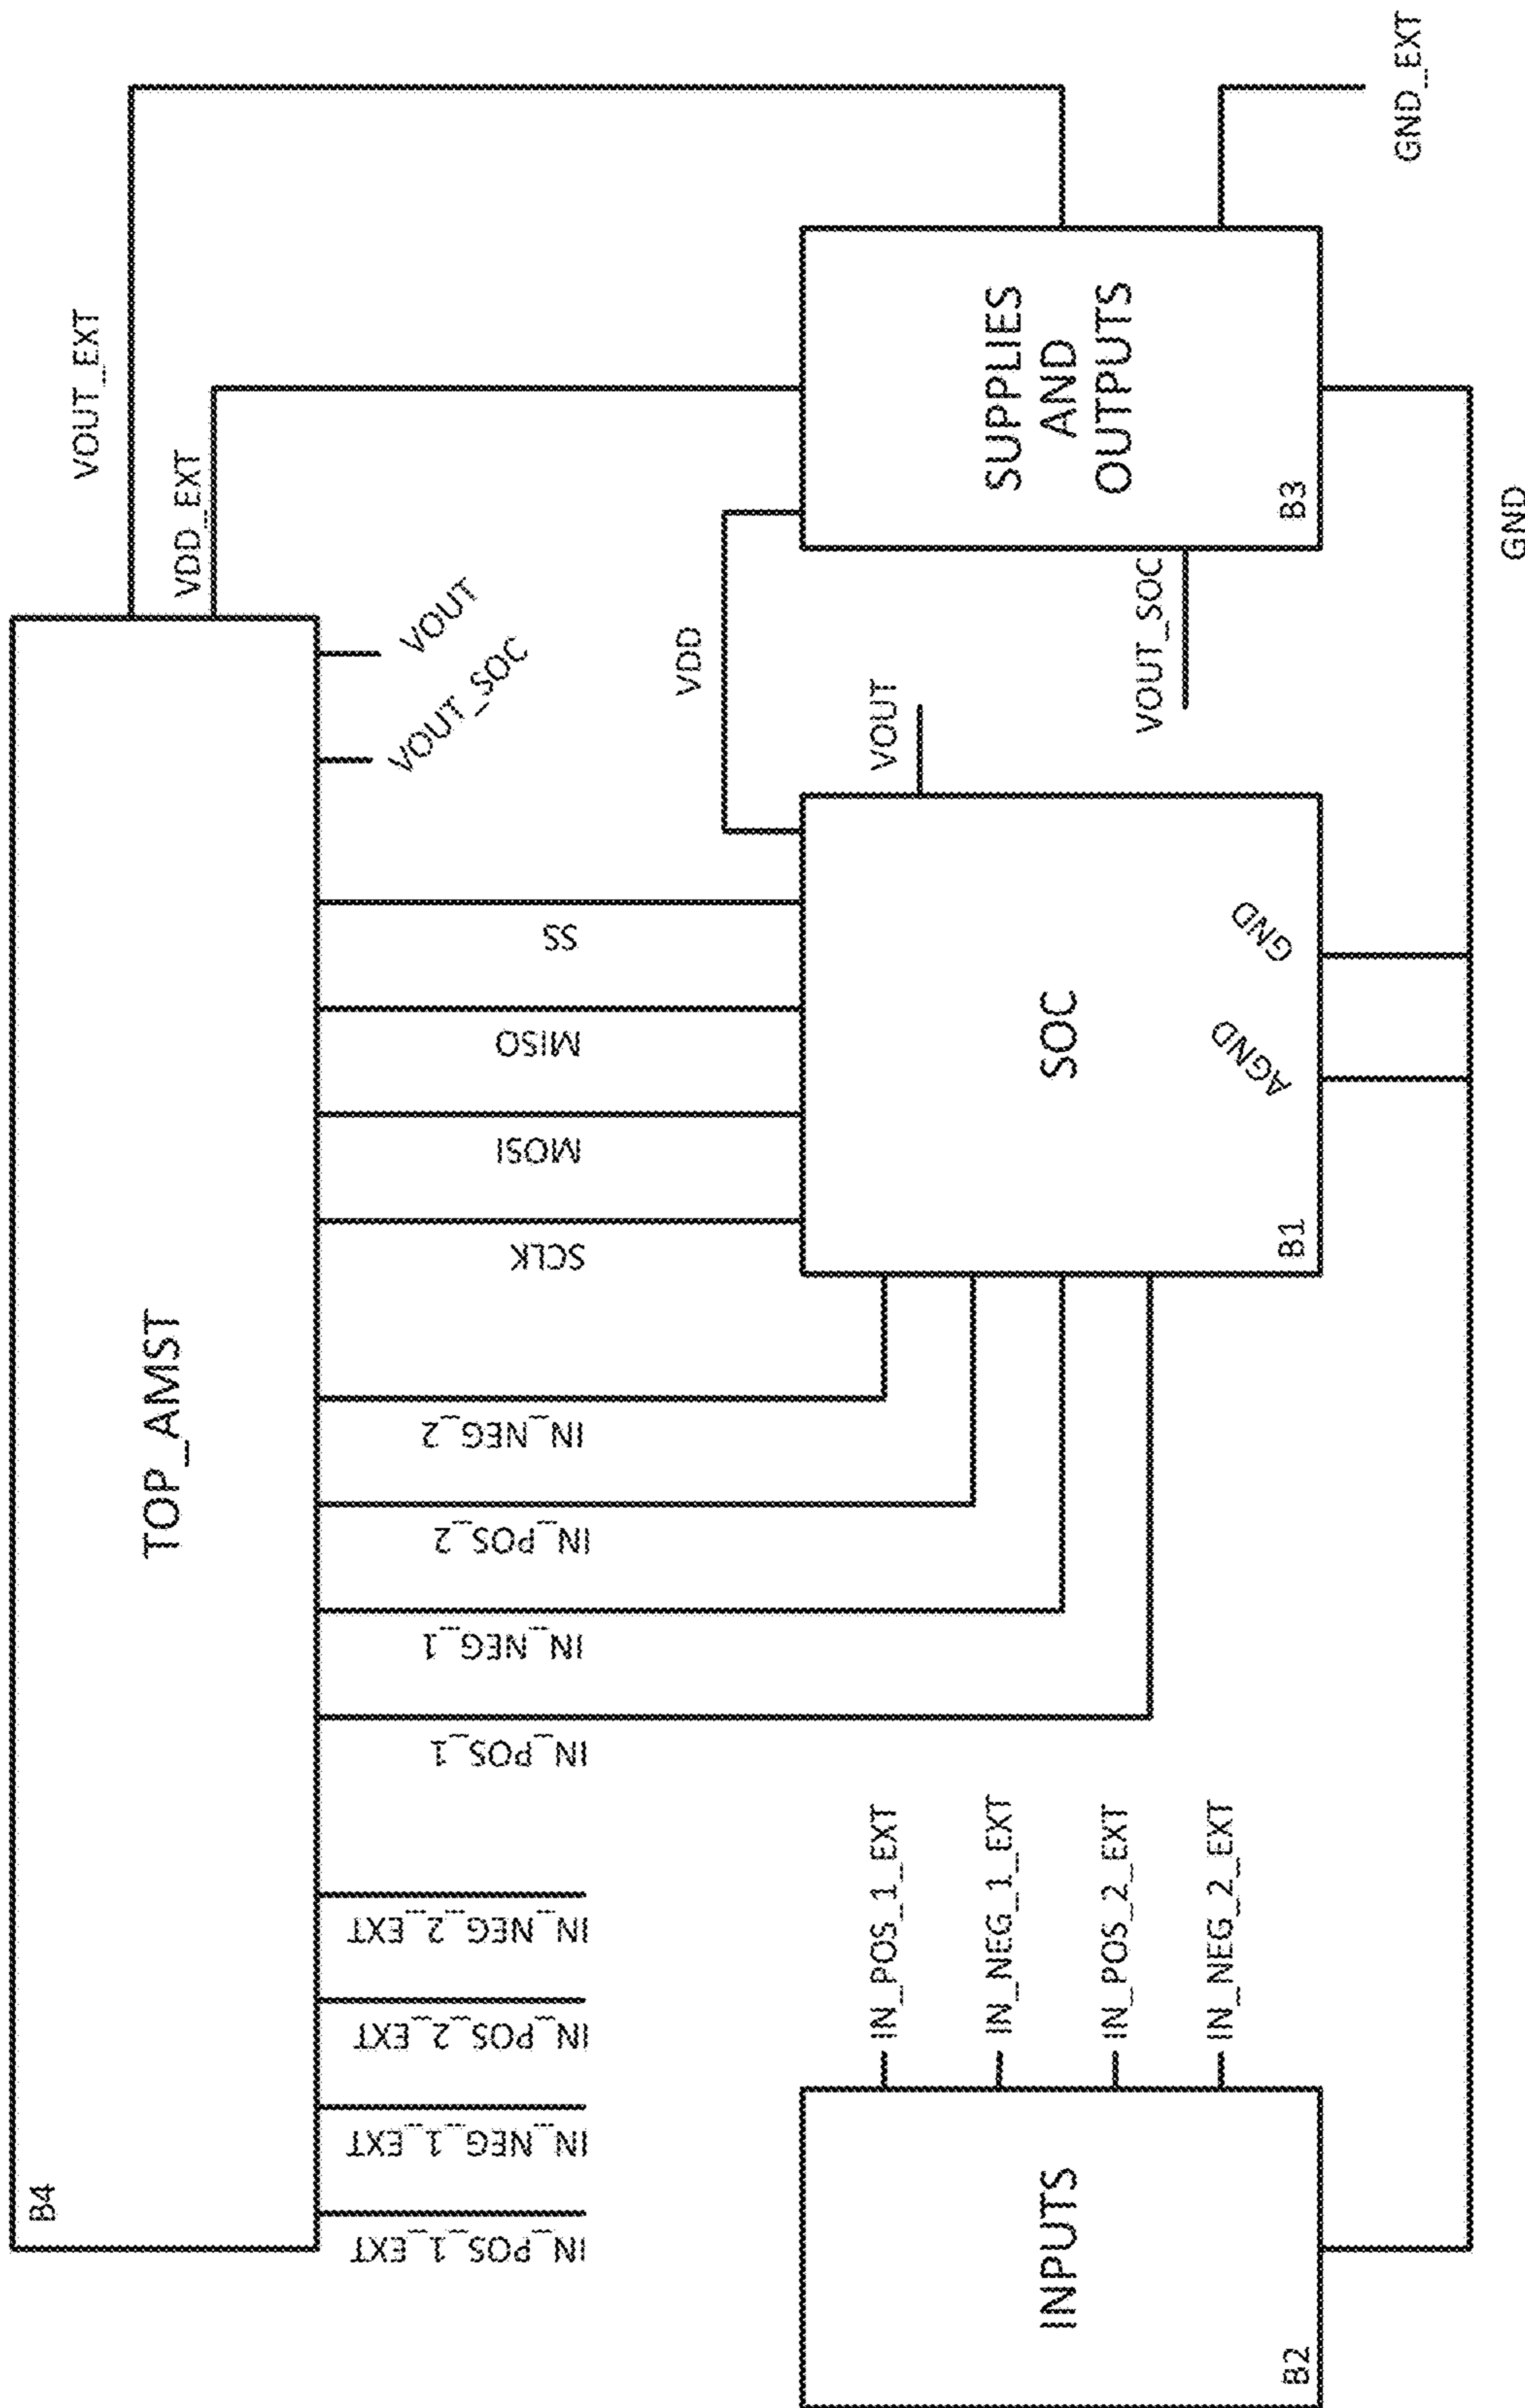 B4
TOP_AMST
VOUT_EXT
VDD_EXT
IN_POS_1_EXT
IN_NEG_1_EXT
IN_POS_2_EXT
IN_NEG_2_EXT
IN_POS_1
IN_NEG_1
IN_POS_2
IN_NEG_2
SCLK
MOSI
MISO
SS
VOUT_SOC
VOUT
VDD
INPUTS
B2
IN_POS_1_EXT
IN_NEG_1_EXT
IN_POS_2_EXT
IN_NEG_2_EXT
SOC
B1
AGND
GND
VOUT
VOUT_SOC
SUPPLIES
AND
OUTPUTS
B3
GND_EXT
GND